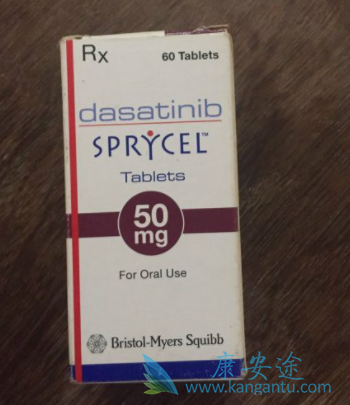 Rx 60 Tablets
dasatinib
SPRYCEL™
Tablets
50
mg
For Oral Use
Bristol-Myers Squibb
康安途
www.kangantu.com